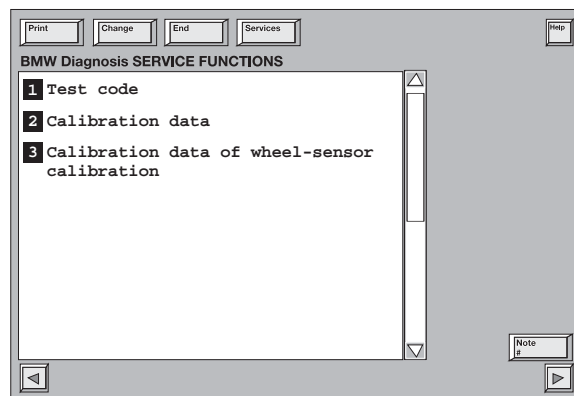 Print
Change
End
Services
Help
BMW Diagnosis SERVICE FUNCTIONS
1 Test code
2 Calibration data
3 Calibration data of wheel-sensor
calibration
Note
#